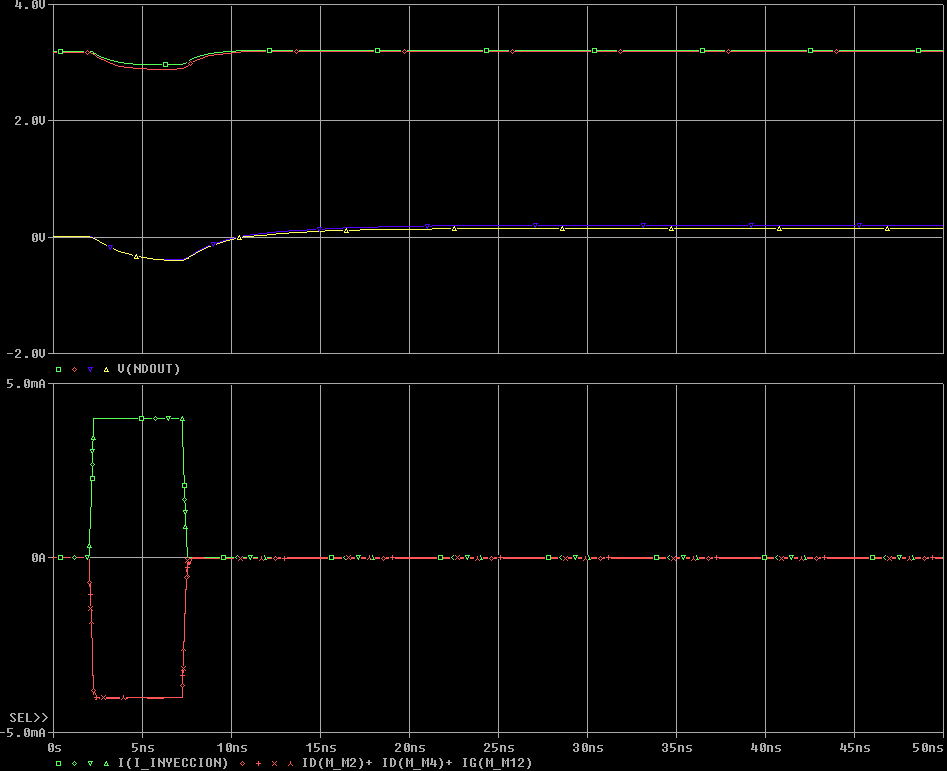 4.0V
2.0V
0V
-2.0V
V(NDOUT)
5.0mA
0A
SEL>>
-5.0mA
0s 5ns 10ns 15ns 20ns 25ns 30ns 35ns 40ns 45ns 50ns
I(I_INYECCION) ID(M_M2)+ ID(M_M4)+ IG(M_M12)